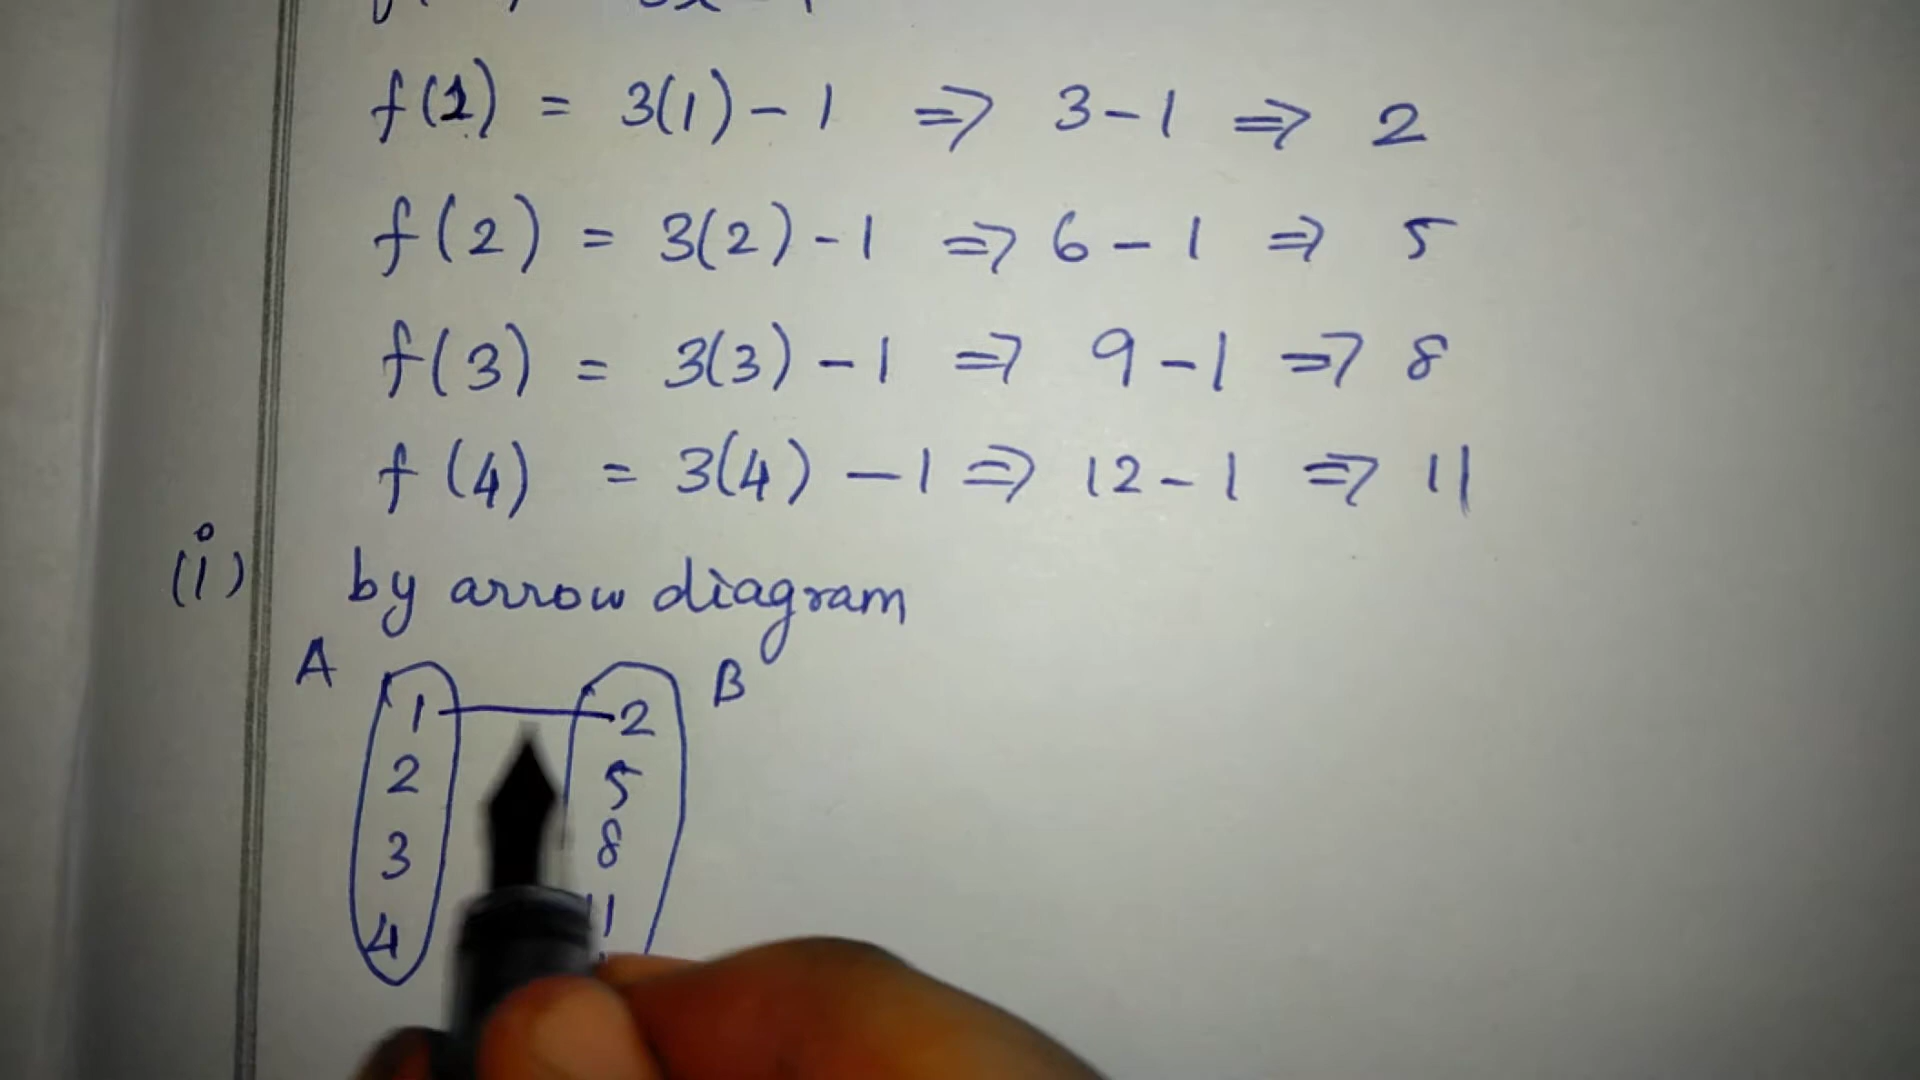 f(1) = 3(1) - 1 ⇒ 3 - 1 ⇒ 2
f(2) = 3(2) - 1 ⇒ 6 - 1 ⇒ 5
f(3) = 3(3) - 1 ⇒ 9 - 1 ⇒ 8
f(4) = 3(4) - 1 ⇒ 12 - 1 ⇒ 11
(i) by arrow diagram
A B
1 2
2 5
3 8
4 11